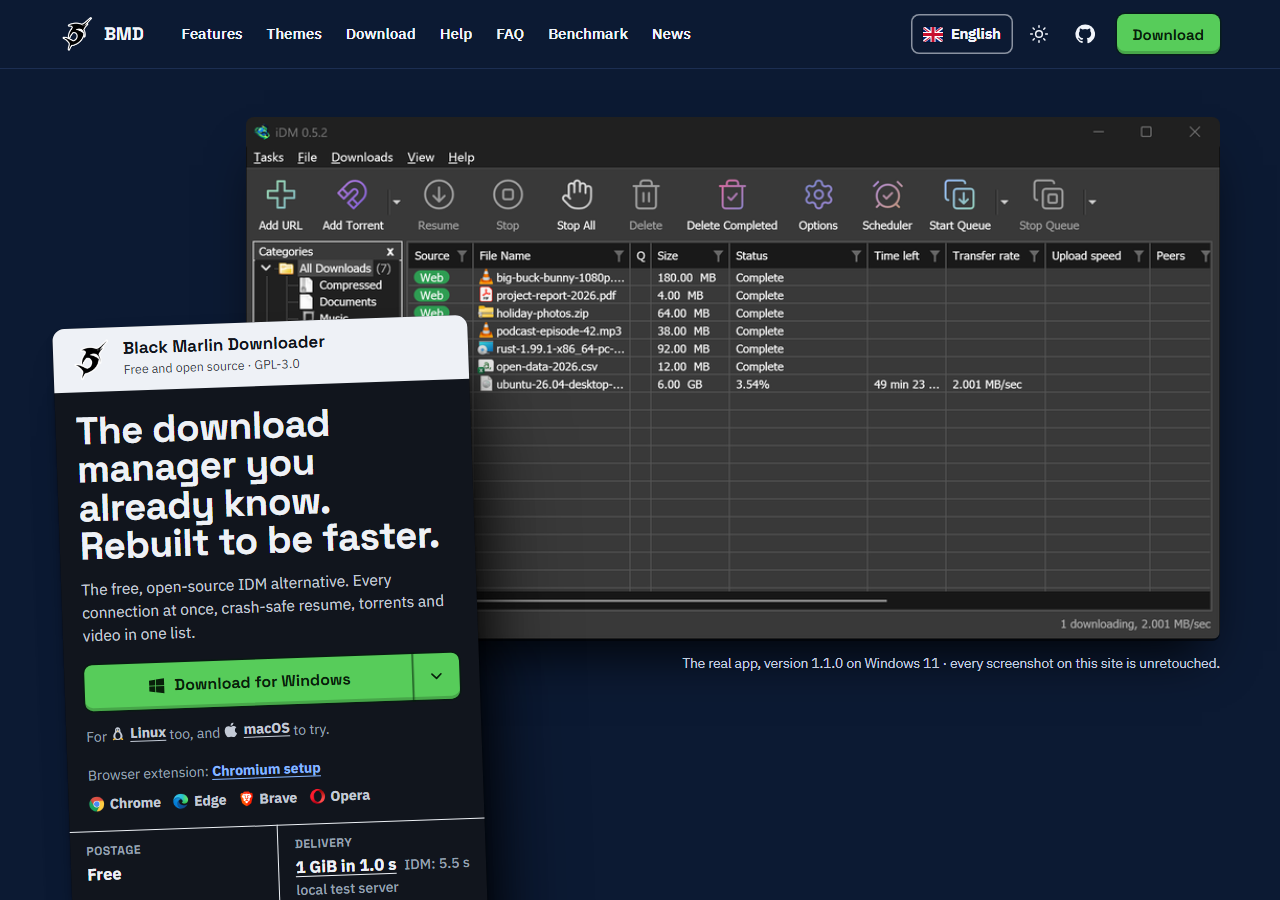 BMD Features Themes Download Help FAQ Benchmark News English Download
iDM 0.5.2
Tasks File Downloads View Help
Add URL Add Torrent Resume Stop Stop All Delete Delete Completed Options Scheduler Start Queue Stop Queue
Categories x
All Downloads (7)
Compressed
Documents
Music
Source File Name Q Size Status Time left Transfer rate Upload speed Peers
Web big-buck-bunny-1080p.... 180.00 MB Complete
Web project-report-2026.pdf 4.00 MB Complete
Web holiday-photos.zip 64.00 MB Complete
podcast-episode-42.mp3 38.00 MB Complete
rust-1.99.1-x86_64-pc-... 92.00 MB Complete
open-data-2026.csv 12.00 MB Complete
ubuntu-26.04-desktop-... 6.00 GB 3.54% 49 min 23 ... 2.001 MB/sec
1 downloading, 2.001 MB/sec
The real app, version 1.1.0 on Windows 11 · every screenshot on this site is unretouched.
Black Marlin Downloader
Free and open source · GPL-3.0
The download
manager you
already know.
Rebuilt to be faster.
The free, open-source IDM alternative. Every
connection at once, crash-safe resume, torrents and
video in one list.
Download for Windows
For Linux too, and macOS to try.
Browser extension: Chromium setup
Chrome Edge Brave Opera
POSTAGE
Free
DELIVERY
1 GiB in 1.0 s IDM: 5.5 s
local test server